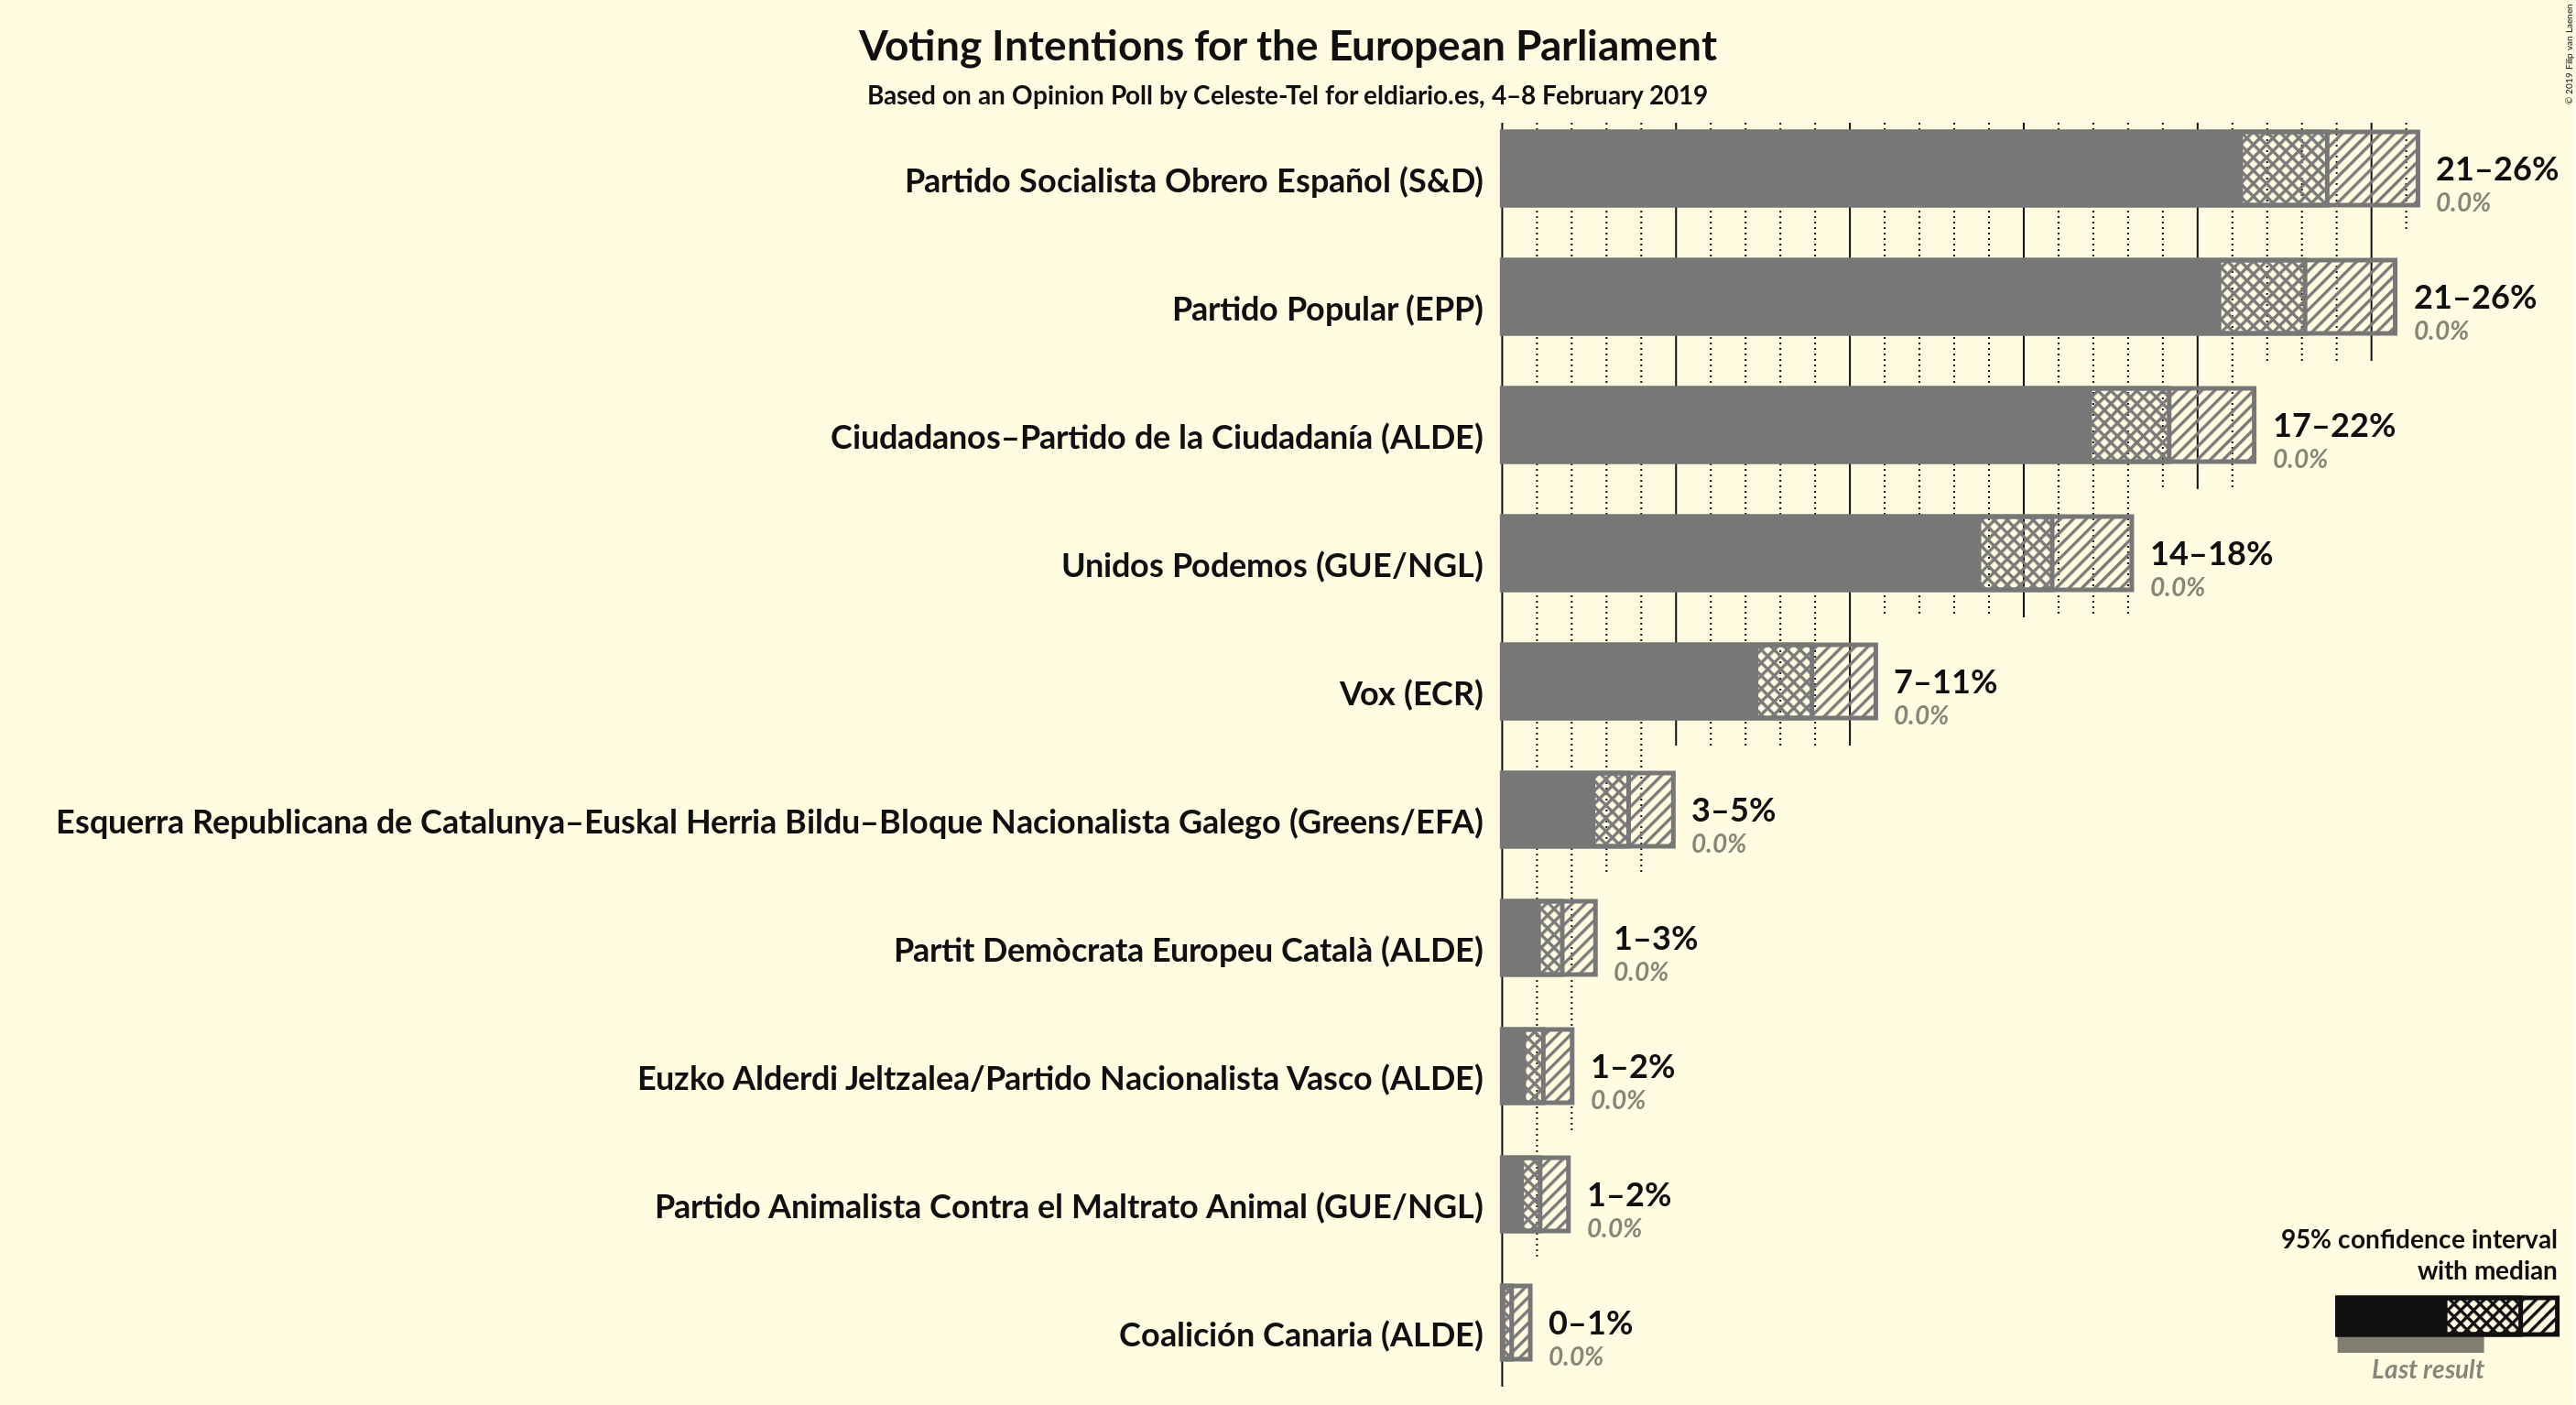 Voting Intentions for the European Parliament
Based on an Opinion Poll by Celeste-Tel for eldiario.es, 4–8 February 2019
© 2019 Filip van Laenen
Partido Socialista Obrero Español (S&D)
21–26%
0.0%
Partido Popular (EPP)
21–26%
0.0%
Ciudadanos–Partido de la Ciudadanía (ALDE)
17–22%
0.0%
Unidos Podemos (GUE/NGL)
14–18%
0.0%
Vox (ECR)
7–11%
0.0%
Esquerra Republicana de Catalunya–Euskal Herria Bildu–Bloque Nacionalista Galego (Greens/EFA)
3–5%
0.0%
Partit Demòcrata Europeu Català (ALDE)
1–3%
0.0%
Euzko Alderdi Jeltzalea/Partido Nacionalista Vasco (ALDE)
1–2%
0.0%
Partido Animalista Contra el Maltrato Animal (GUE/NGL)
1–2%
0.0%
Coalición Canaria (ALDE)
0–1%
0.0%
95% confidence interval
with median
Last result